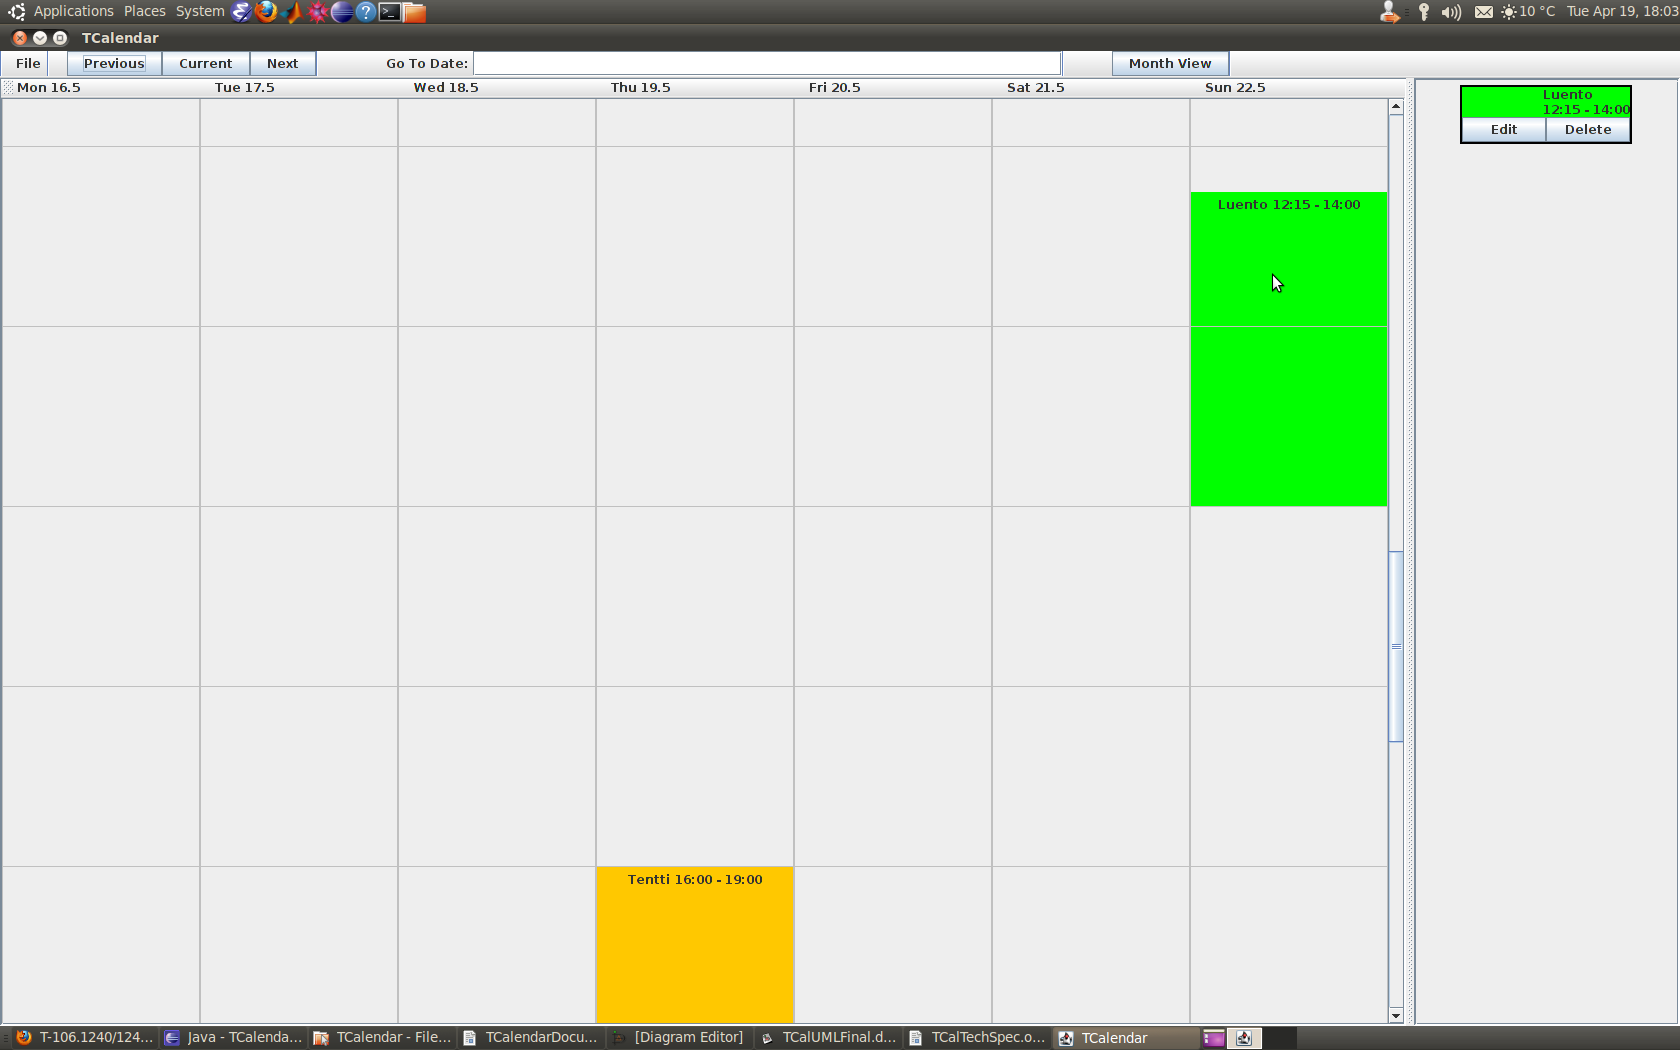 Applications Places System 10 °C Tue Apr 19, 18:03
TCalendar
File Previous Current Next Go To Date: Month View
Mon 16.5 Tue 17.5 Wed 18.5 Thu 19.5 Fri 20.5 Sat 21.5 Sun 22.5
Luento
12:15 - 14:00
Edit Delete
Luento 12:15 - 14:00
Tentti 16:00 - 19:00
T-106.1240/124... Java - TCalenda... TCalendar - File... TCalendarDocu... [Diagram Editor] TCalUMLFinal.d... TCalTechSpec.o... TCalendar